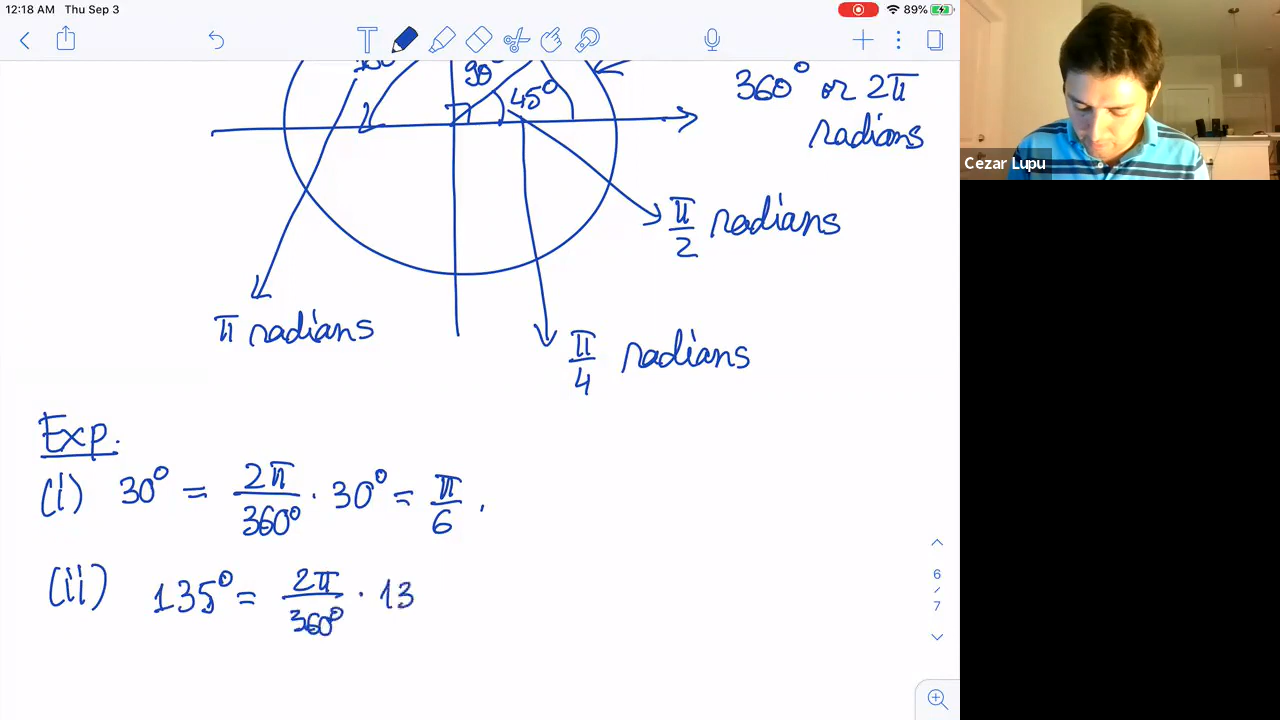 12:18 AM Thu Sep 3
89%
T
90°
45°
360° or 2π
radians
Cezar Lupu
π/2 radians
π radians
π/4 radians
Exp.
(i) 30° = 2π/360° · 30° = π/6 .
(ii) 135° = 2π/360° · 13
6
/
7